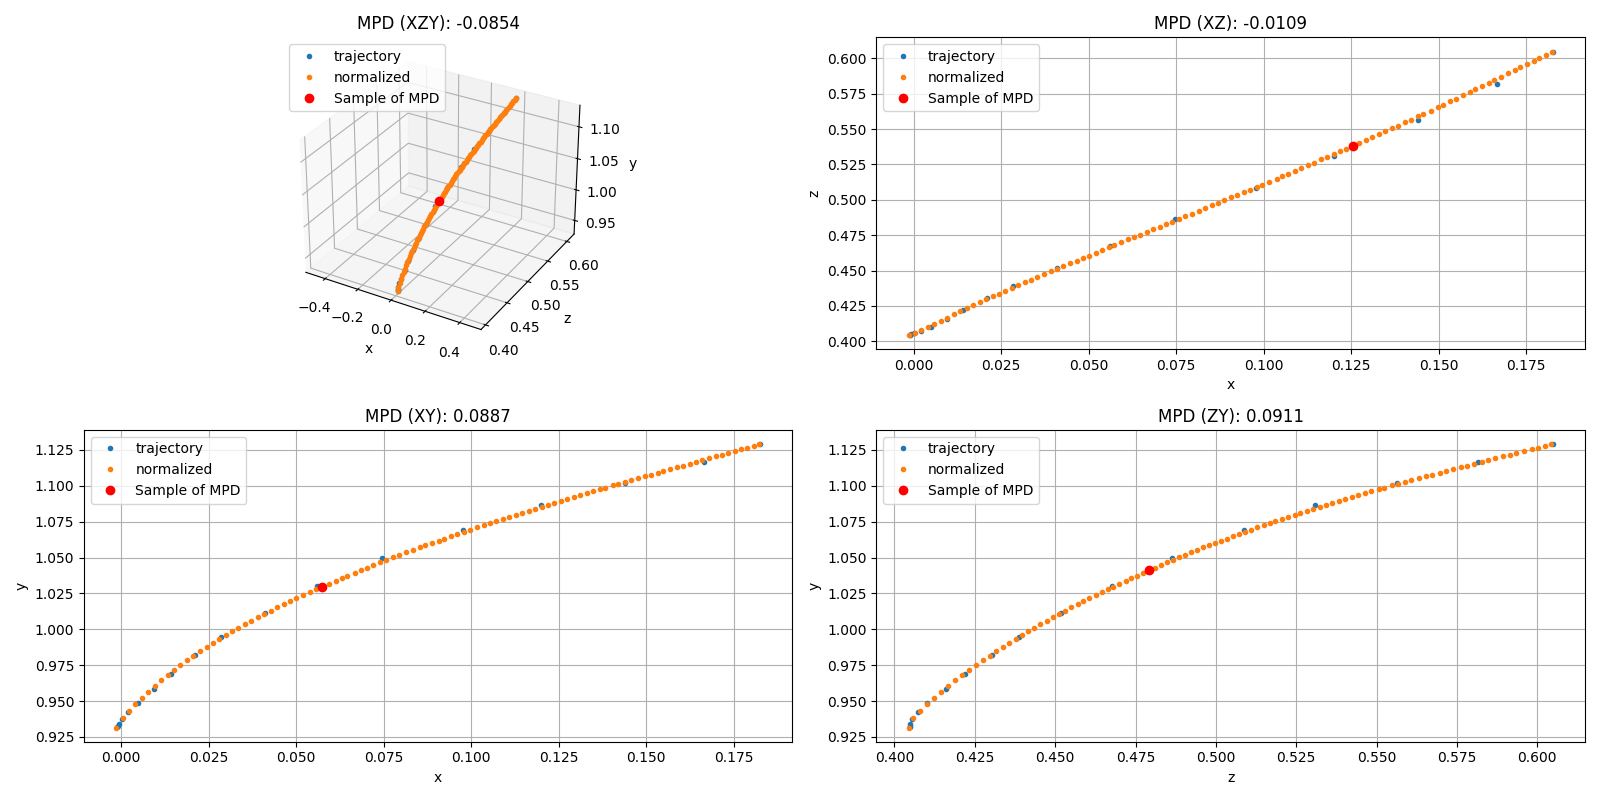 MPD (XZY): -0.0854
trajectory
normalized
Sample of MPD
1.10
1.05
1.00
0.95
y
−0.4
−0.2
0.0
0.2
0.4
x
0.40
0.45
0.50
0.55
0.60
z
MPD (XZ): -0.0109
trajectory
normalized
Sample of MPD
0.600
0.575
0.550
0.525
0.500
0.475
0.450
0.425
0.400
z
0.000
0.025
0.050
0.075
0.100
0.125
0.150
0.175
x
MPD (XY): 0.0887
trajectory
normalized
Sample of MPD
1.125
1.100
1.075
1.050
1.025
1.000
0.975
0.950
0.925
y
0.000
0.025
0.050
0.075
0.100
0.125
0.150
0.175
x
MPD (ZY): 0.0911
trajectory
normalized
Sample of MPD
1.125
1.100
1.075
1.050
1.025
1.000
0.975
0.950
0.925
y
0.400
0.425
0.450
0.475
0.500
0.525
0.550
0.575
0.600
z